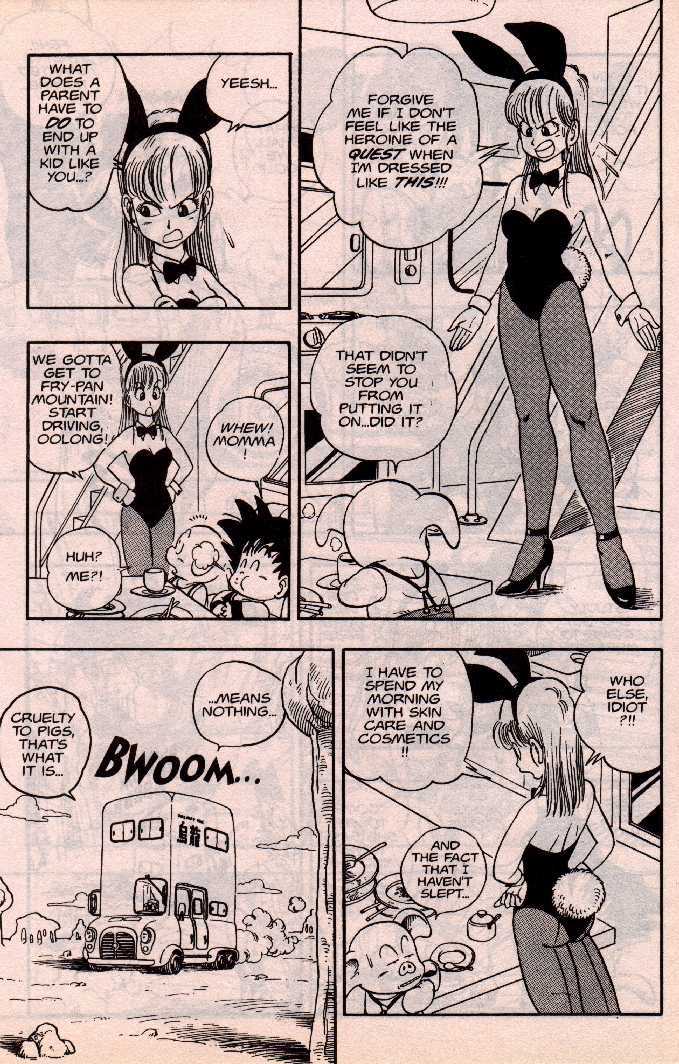 FORGIVE
ME IF I DON'T
FEEL LIKE THE
HEROINE OF A
QUEST WHEN
I'M DRESSED
LIKE THIS!!!
THAT DIDN'T
SEEM TO
STOP YOU
FROM
PUTTING IT
ON...DID IT?
YEESH...
WHAT
DOES A
PARENT
HAVE TO
DO TO
END UP
WITH A
KID LIKE
YOU...?
WHEW!
MOMMA
!
WE GOTTA
GET TO
FRY-PAN
MOUNTAIN!
START
DRIVING,
OOLONG!
HUH?
ME?!
WHO
ELSE,
IDIOT
?!!
I HAVE TO
SPEND MY
MORNING
WITH SKIN
CARE AND
COSMETICS
!!
AND
THE FACT
THAT I
HAVEN'T
SLEPT...
...MEANS
NOTHING...
CRUELTY
TO PIGS,
THAT'S
WHAT
IT IS...
BWOOM...
烏龍